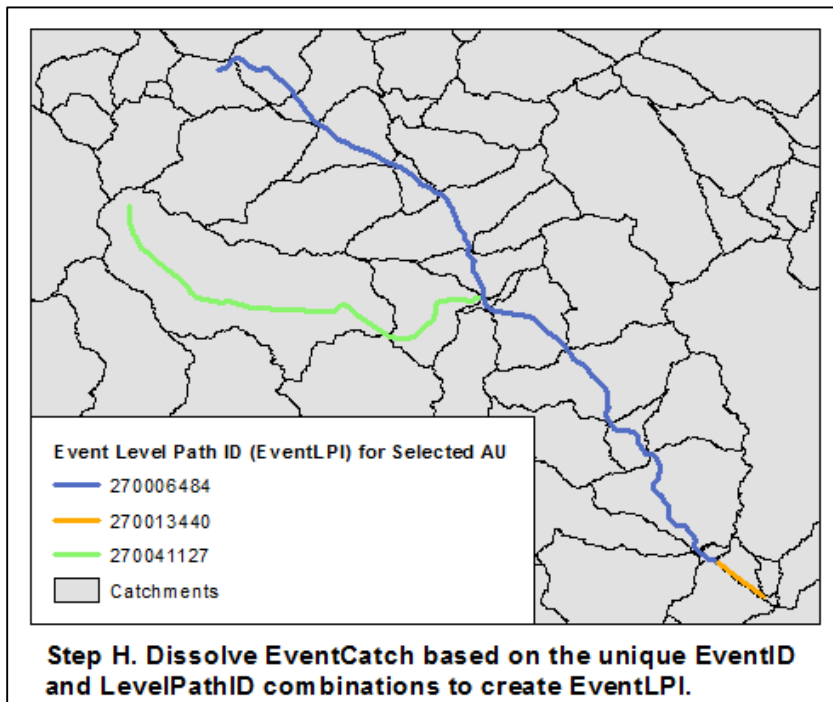 Event Level Path ID (EventLPI) for Selected AU
270006484
270013440
270041127
Catchments
Step H. Dissolve EventCatch based on the unique EventID
and LevelPathID combinations to create EventLPI.